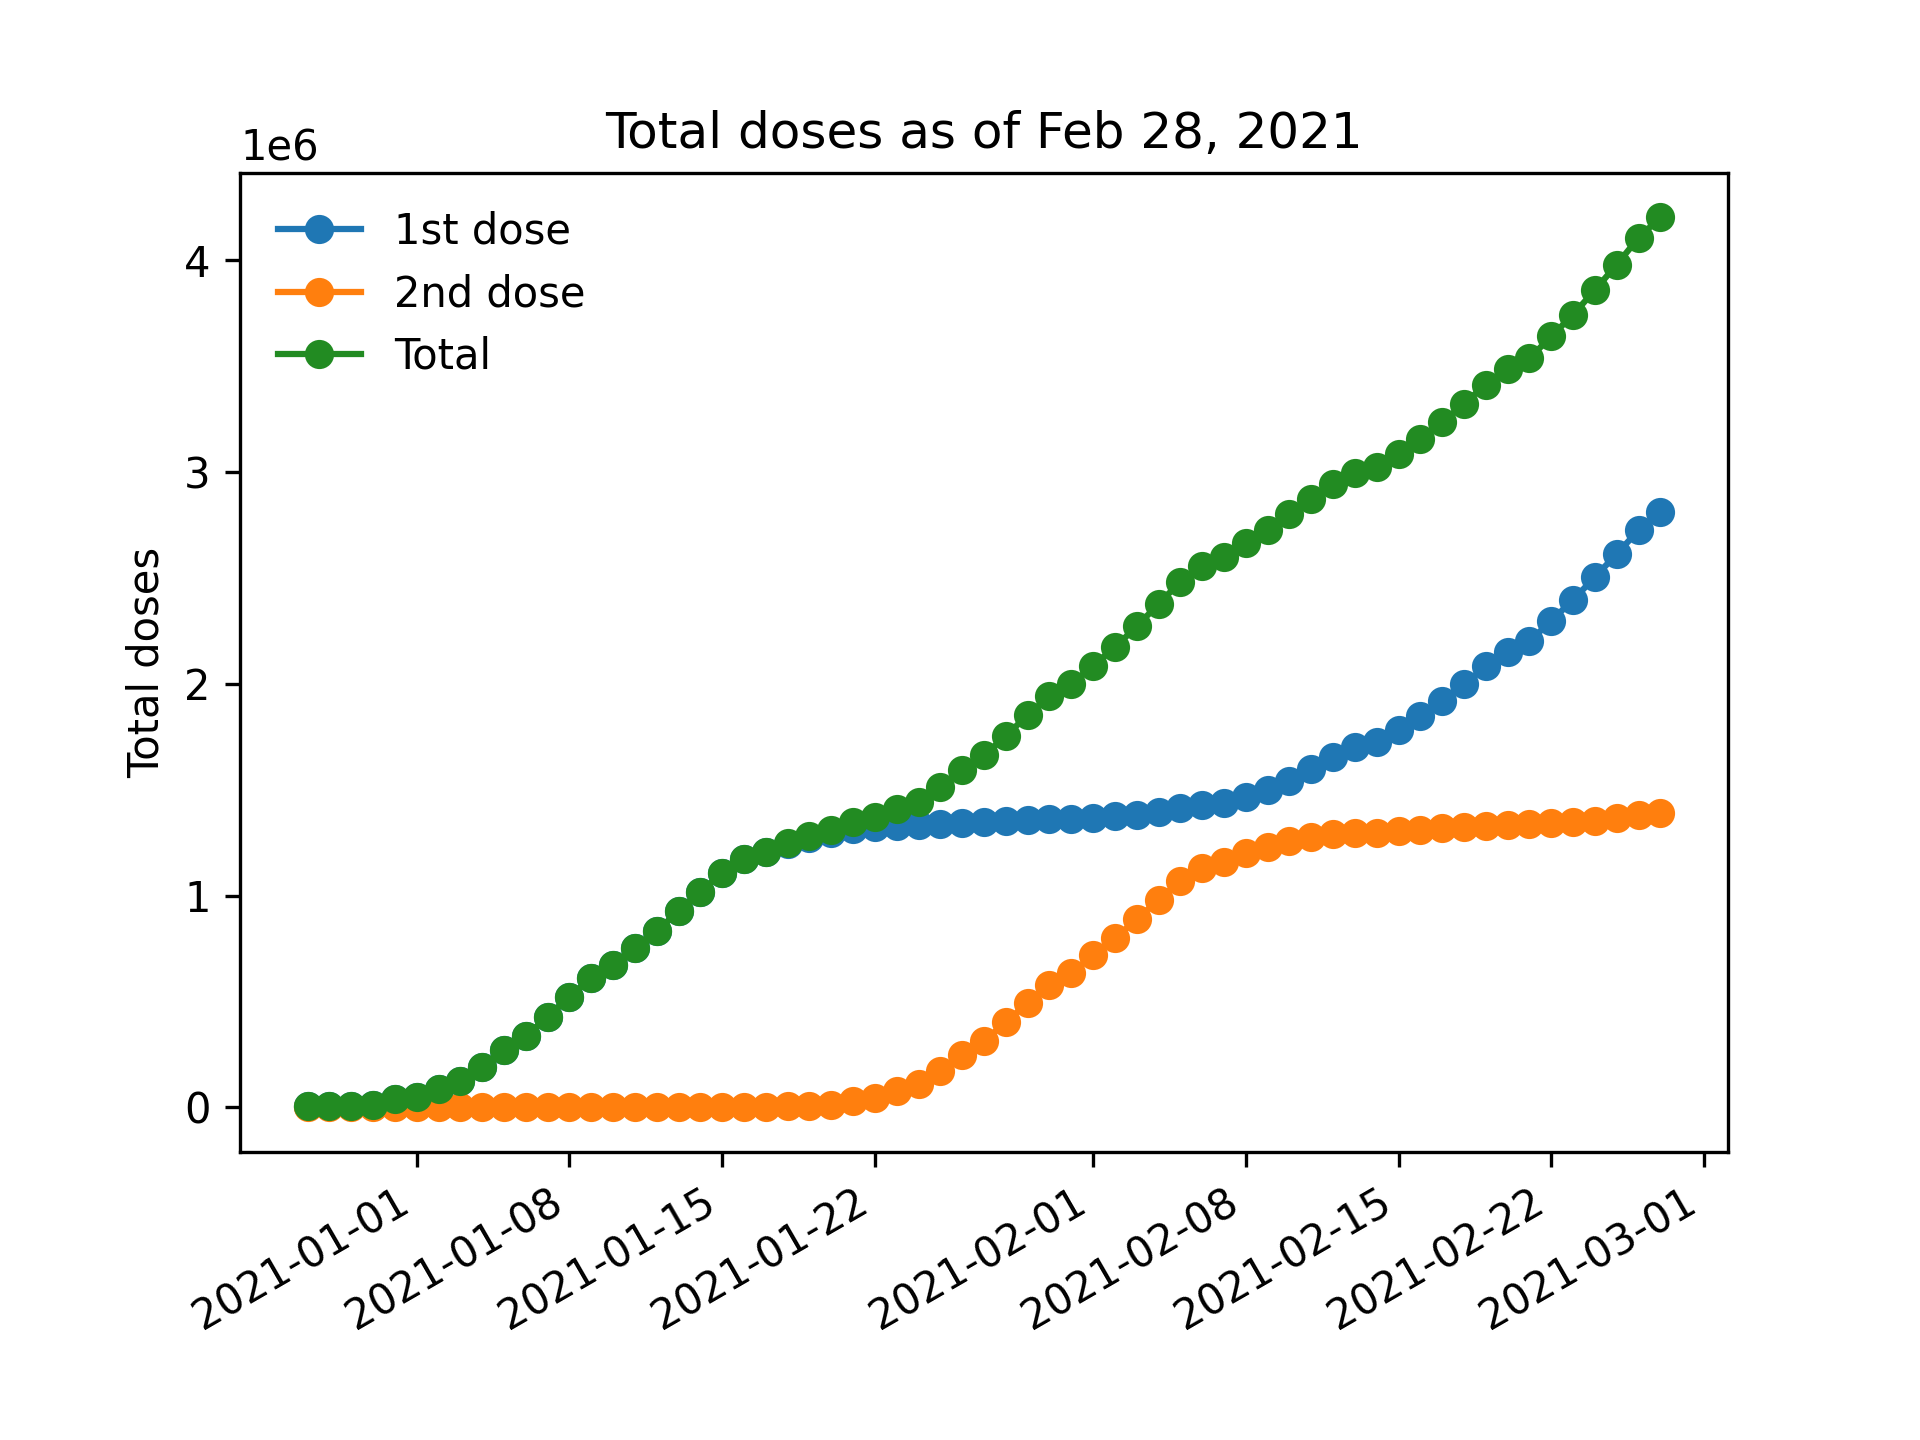 Total doses as of Feb 28, 2021
1e6
1st dose
2nd dose
Total
Total doses
4
3
2
1
0
2021-01-01
2021-01-08
2021-01-15
2021-01-22
2021-02-01
2021-02-08
2021-02-15
2021-02-22
2021-03-01